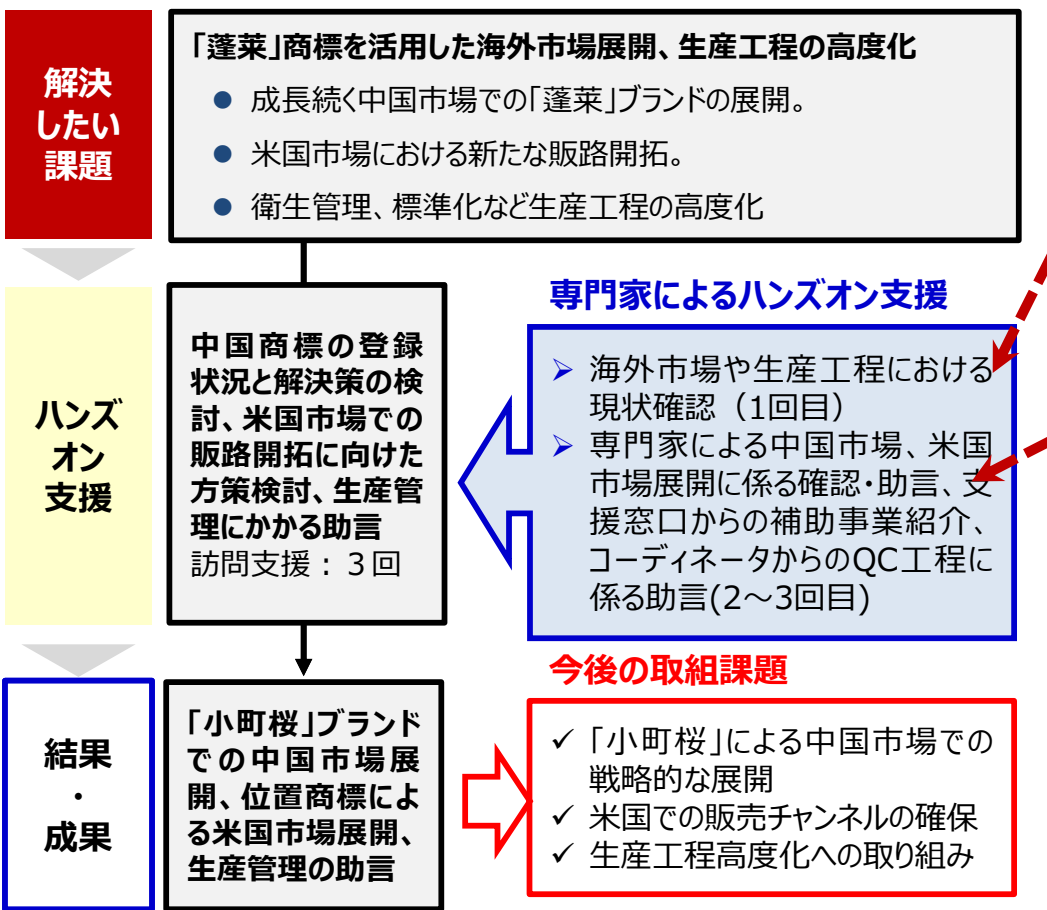 解決
したい
課題
「蓬莱」商標を活用した海外市場展開、生産工程の高度化
● 成長続く中国市場での「蓬莱」ブランドの展開。
● 米国市場における新たな販路開拓。
● 衛生管理、標準化など生産工程の高度化
ハンズ
オン
支援
中国商標の登録
状況と解決策の検
討、米国市場での
販路開拓に向けた
方策検討、生産管
理にかかる助言
訪問支援：３回
専門家によるハンズオン支援
➢ 海外市場や生産工程における
現状確認（1回目）
➢ 専門家による中国市場、米国
市場展開に係る確認・助言、支
援窓口からの補助事業紹介、
コーディネータからのQC工程に
係る助言(2～3回目)
結果
・
成果
「小町桜」ブランド
での中国市場展
開、位置商標によ
る米国市場展開、
生産管理の助言
今後の取組課題
✓ 「小町桜」による中国市場での
戦略的な展開
✓ 米国での販売チャンネルの確保
✓ 生産工程高度化への取り組み